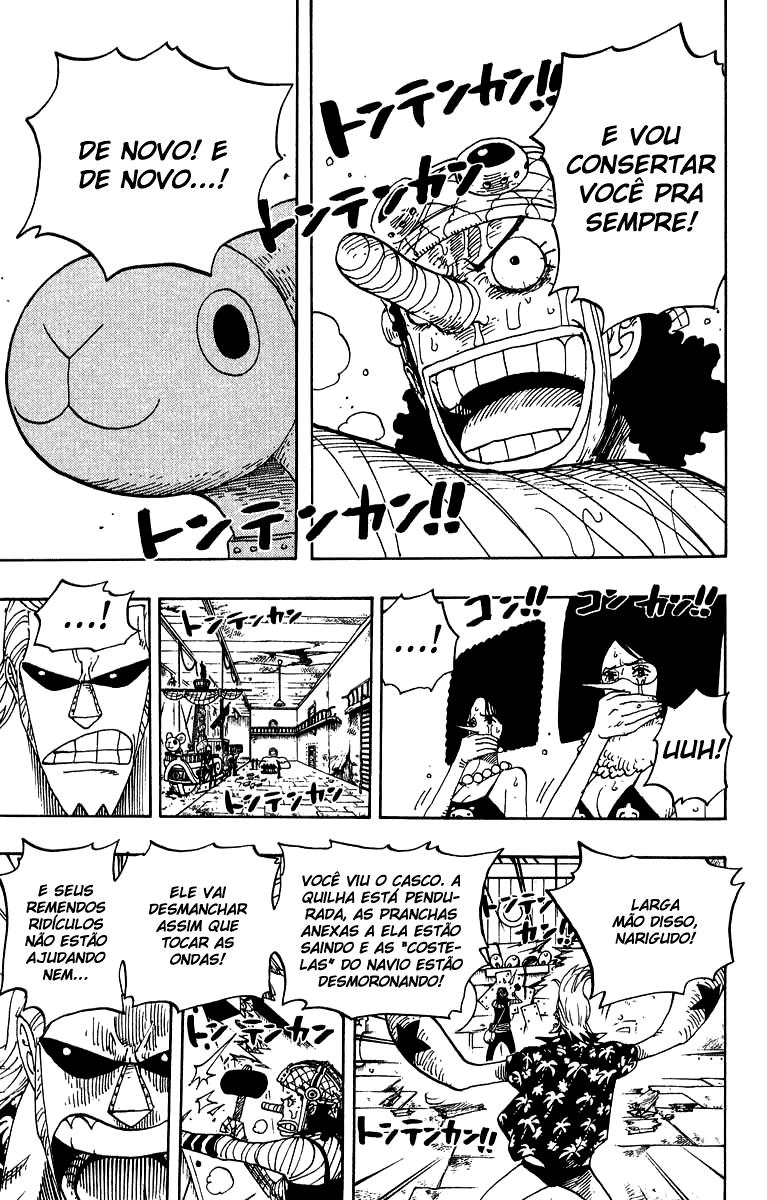 トンテンカン!!
E VOU
CONSERTAR
VOCÊ PRA
SEMPRE!
トンテンカン
DE NOVO! E
DE NOVO...!
トンテンカン!!
コン カン!!
コン!!
UUH!
...!
トンテンカン
トンテンカン
...!
LARGA
MÃO DISSO,
NARIGUDO!
トンテンカン
トンテンカン!!
VOCÊ VIU O CASCO. A
QUILHA ESTÁ PENDU-
RADA, AS PRANCHAS
ANEXAS A ELA ESTÃO
SAINDO E AS "COSTE-
LAS" DO NAVIO ESTÃO
DESMORONANDO!
ELE VAI
DESMANCHAR
ASSIM QUE
TOCAR AS
ONDAS!
トンテンカン
E SEUS
REMENDOS
RIDÍCULOS
NÃO ESTÃO
AJUDANDO
NEM...